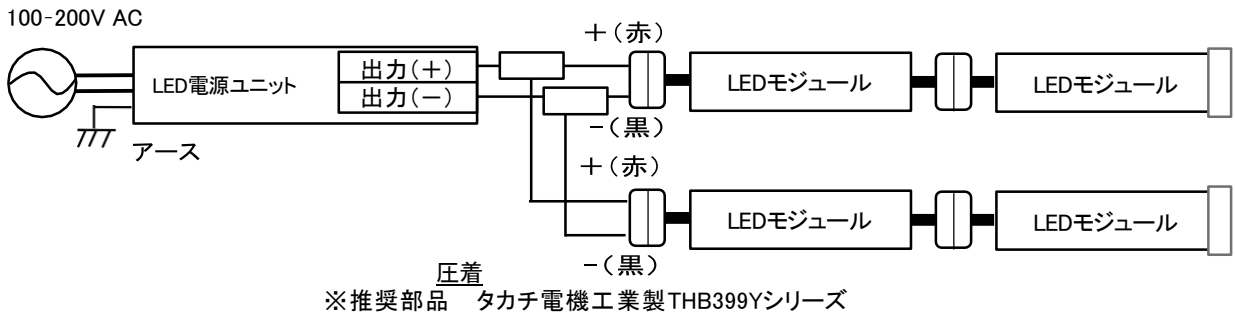 100-200V AC
LED電源ユニット
出力(+)
出力(-)
アース
+(赤)
-(黒)
LEDモジュール
LEDモジュール
+(赤)
-(黒)
LEDモジュール
LEDモジュール
圧着
※推奨部品 タカチ電機工業製THB399Yシリーズ